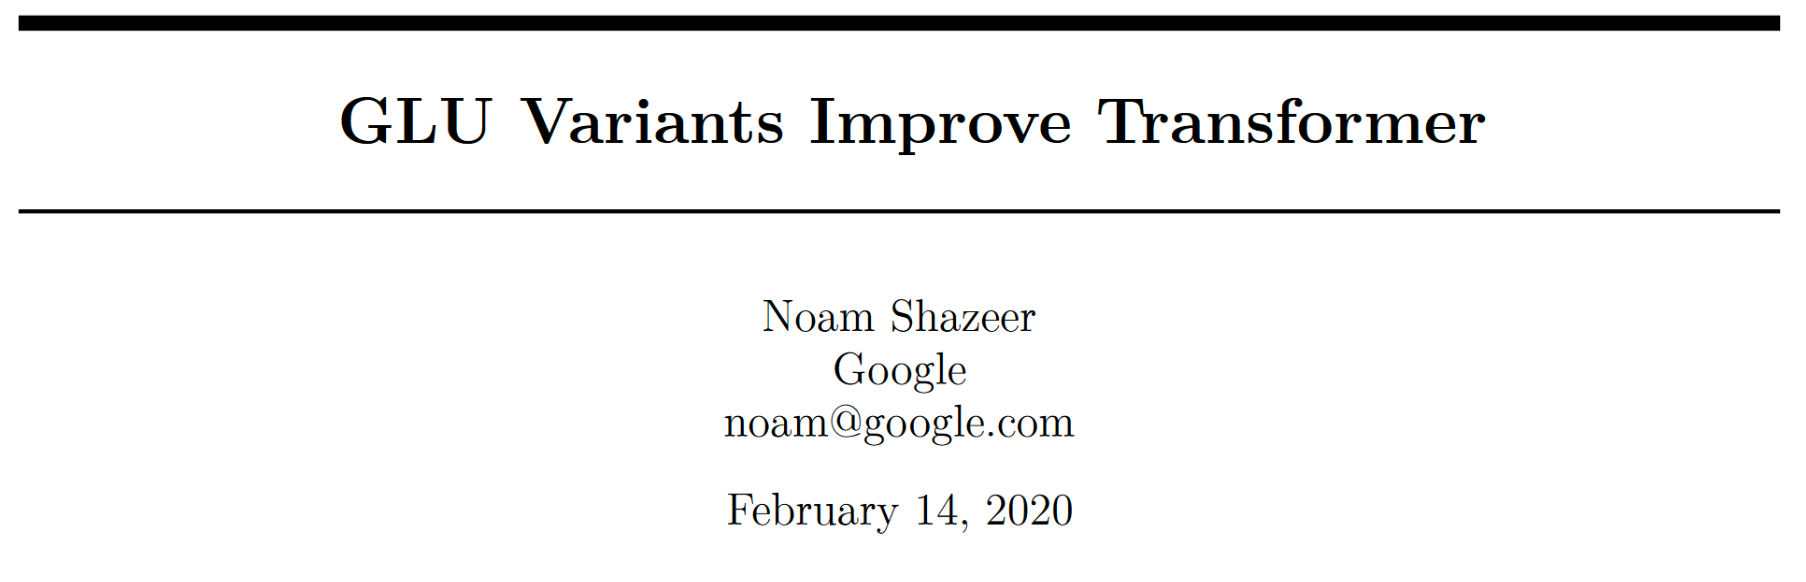 GLU Variants Improve Transformer
Noam Shazeer
Google
noam@google.com
February 14, 2020